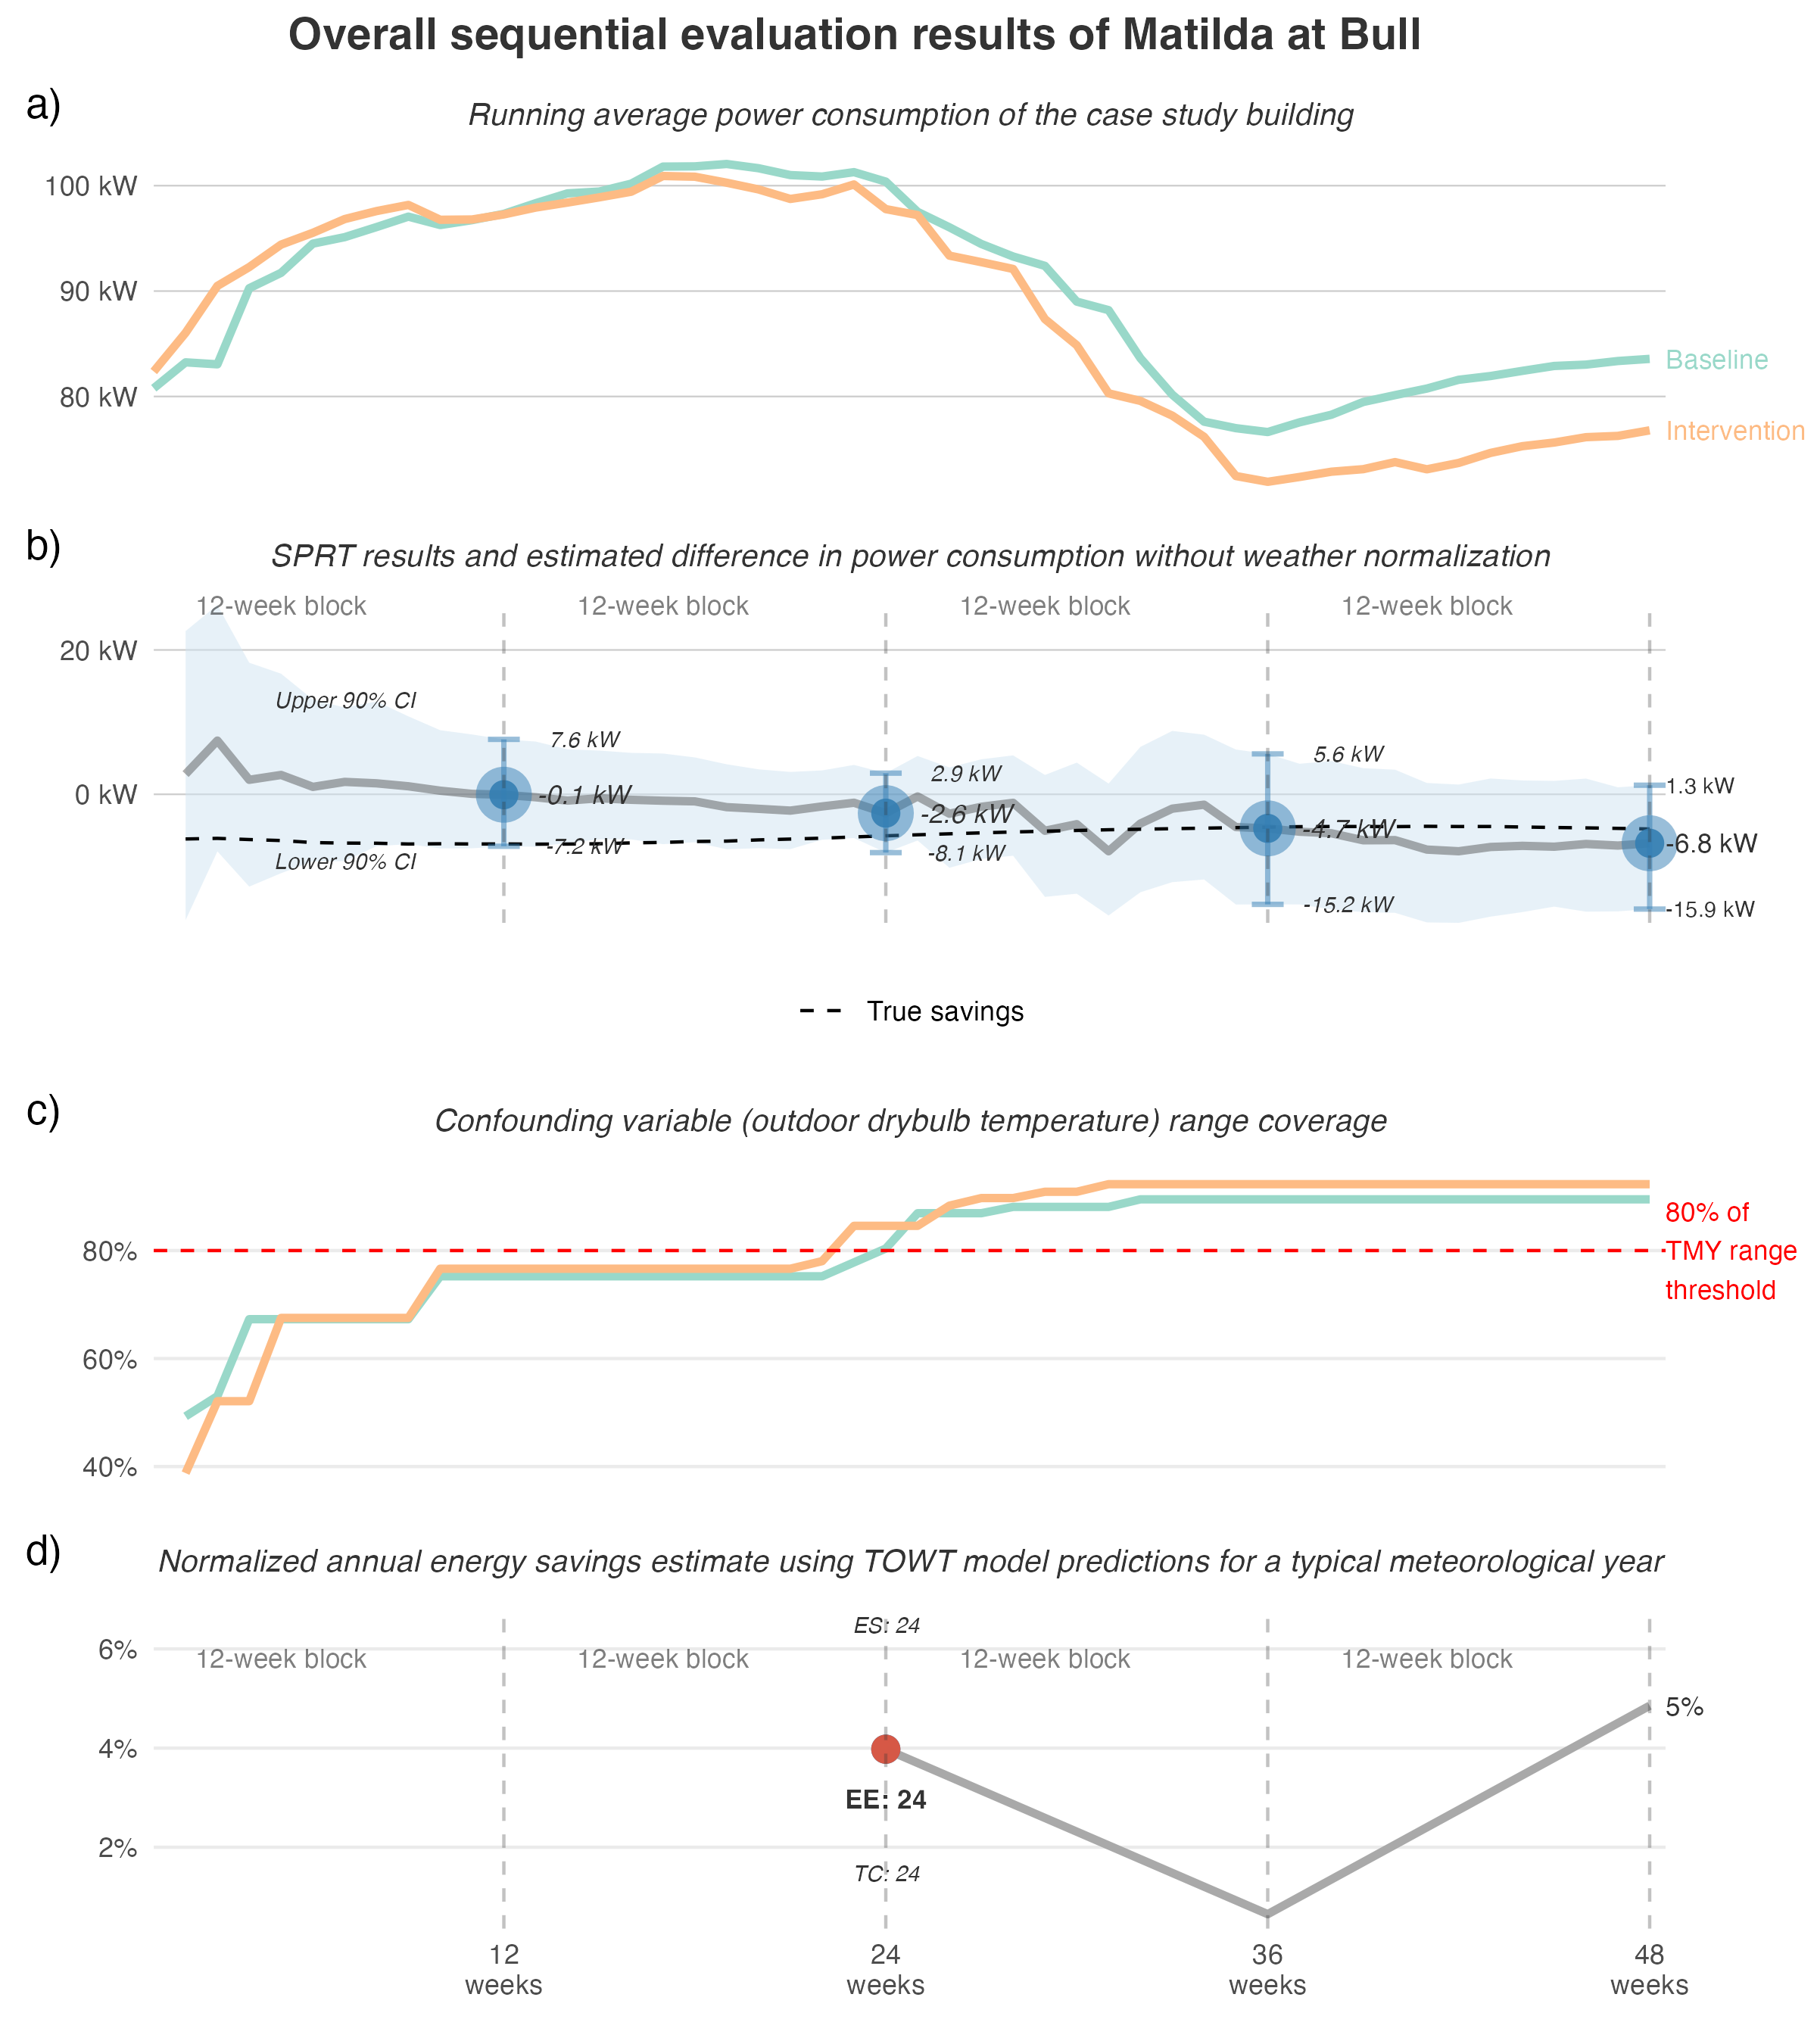 Overall sequential evaluation results of Matilda at Bull
a)
Running average power consumption of the case study building
100 kW
90 kW
80 kW
Baseline
Intervention
b)
SPRT results and estimated difference in power consumption without weather normalization
12-week block 12-week block 12-week block 12-week block
20 kW
0 kW
Upper 90% CI
Lower 90% CI
7.6 kW
-0.1 kW
-7.2 kW
2.9 kW
-2.6 kW
-8.1 kW
5.6 kW
-4.7 kW
-15.2 kW
1.3 kW
-6.8 kW
-15.9 kW
True savings
c)
Confounding variable (outdoor drybulb temperature) range coverage
80%
60%
40%
80% of
TMY range
threshold
d)
Normalized annual energy savings estimate using TOWT model predictions for a typical meteorological year
6%
4%
2%
12-week block 12-week block 12-week block 12-week block
ES: 24
EE: 24
TC: 24
5%
12
weeks
24
weeks
36
weeks
48
weeks